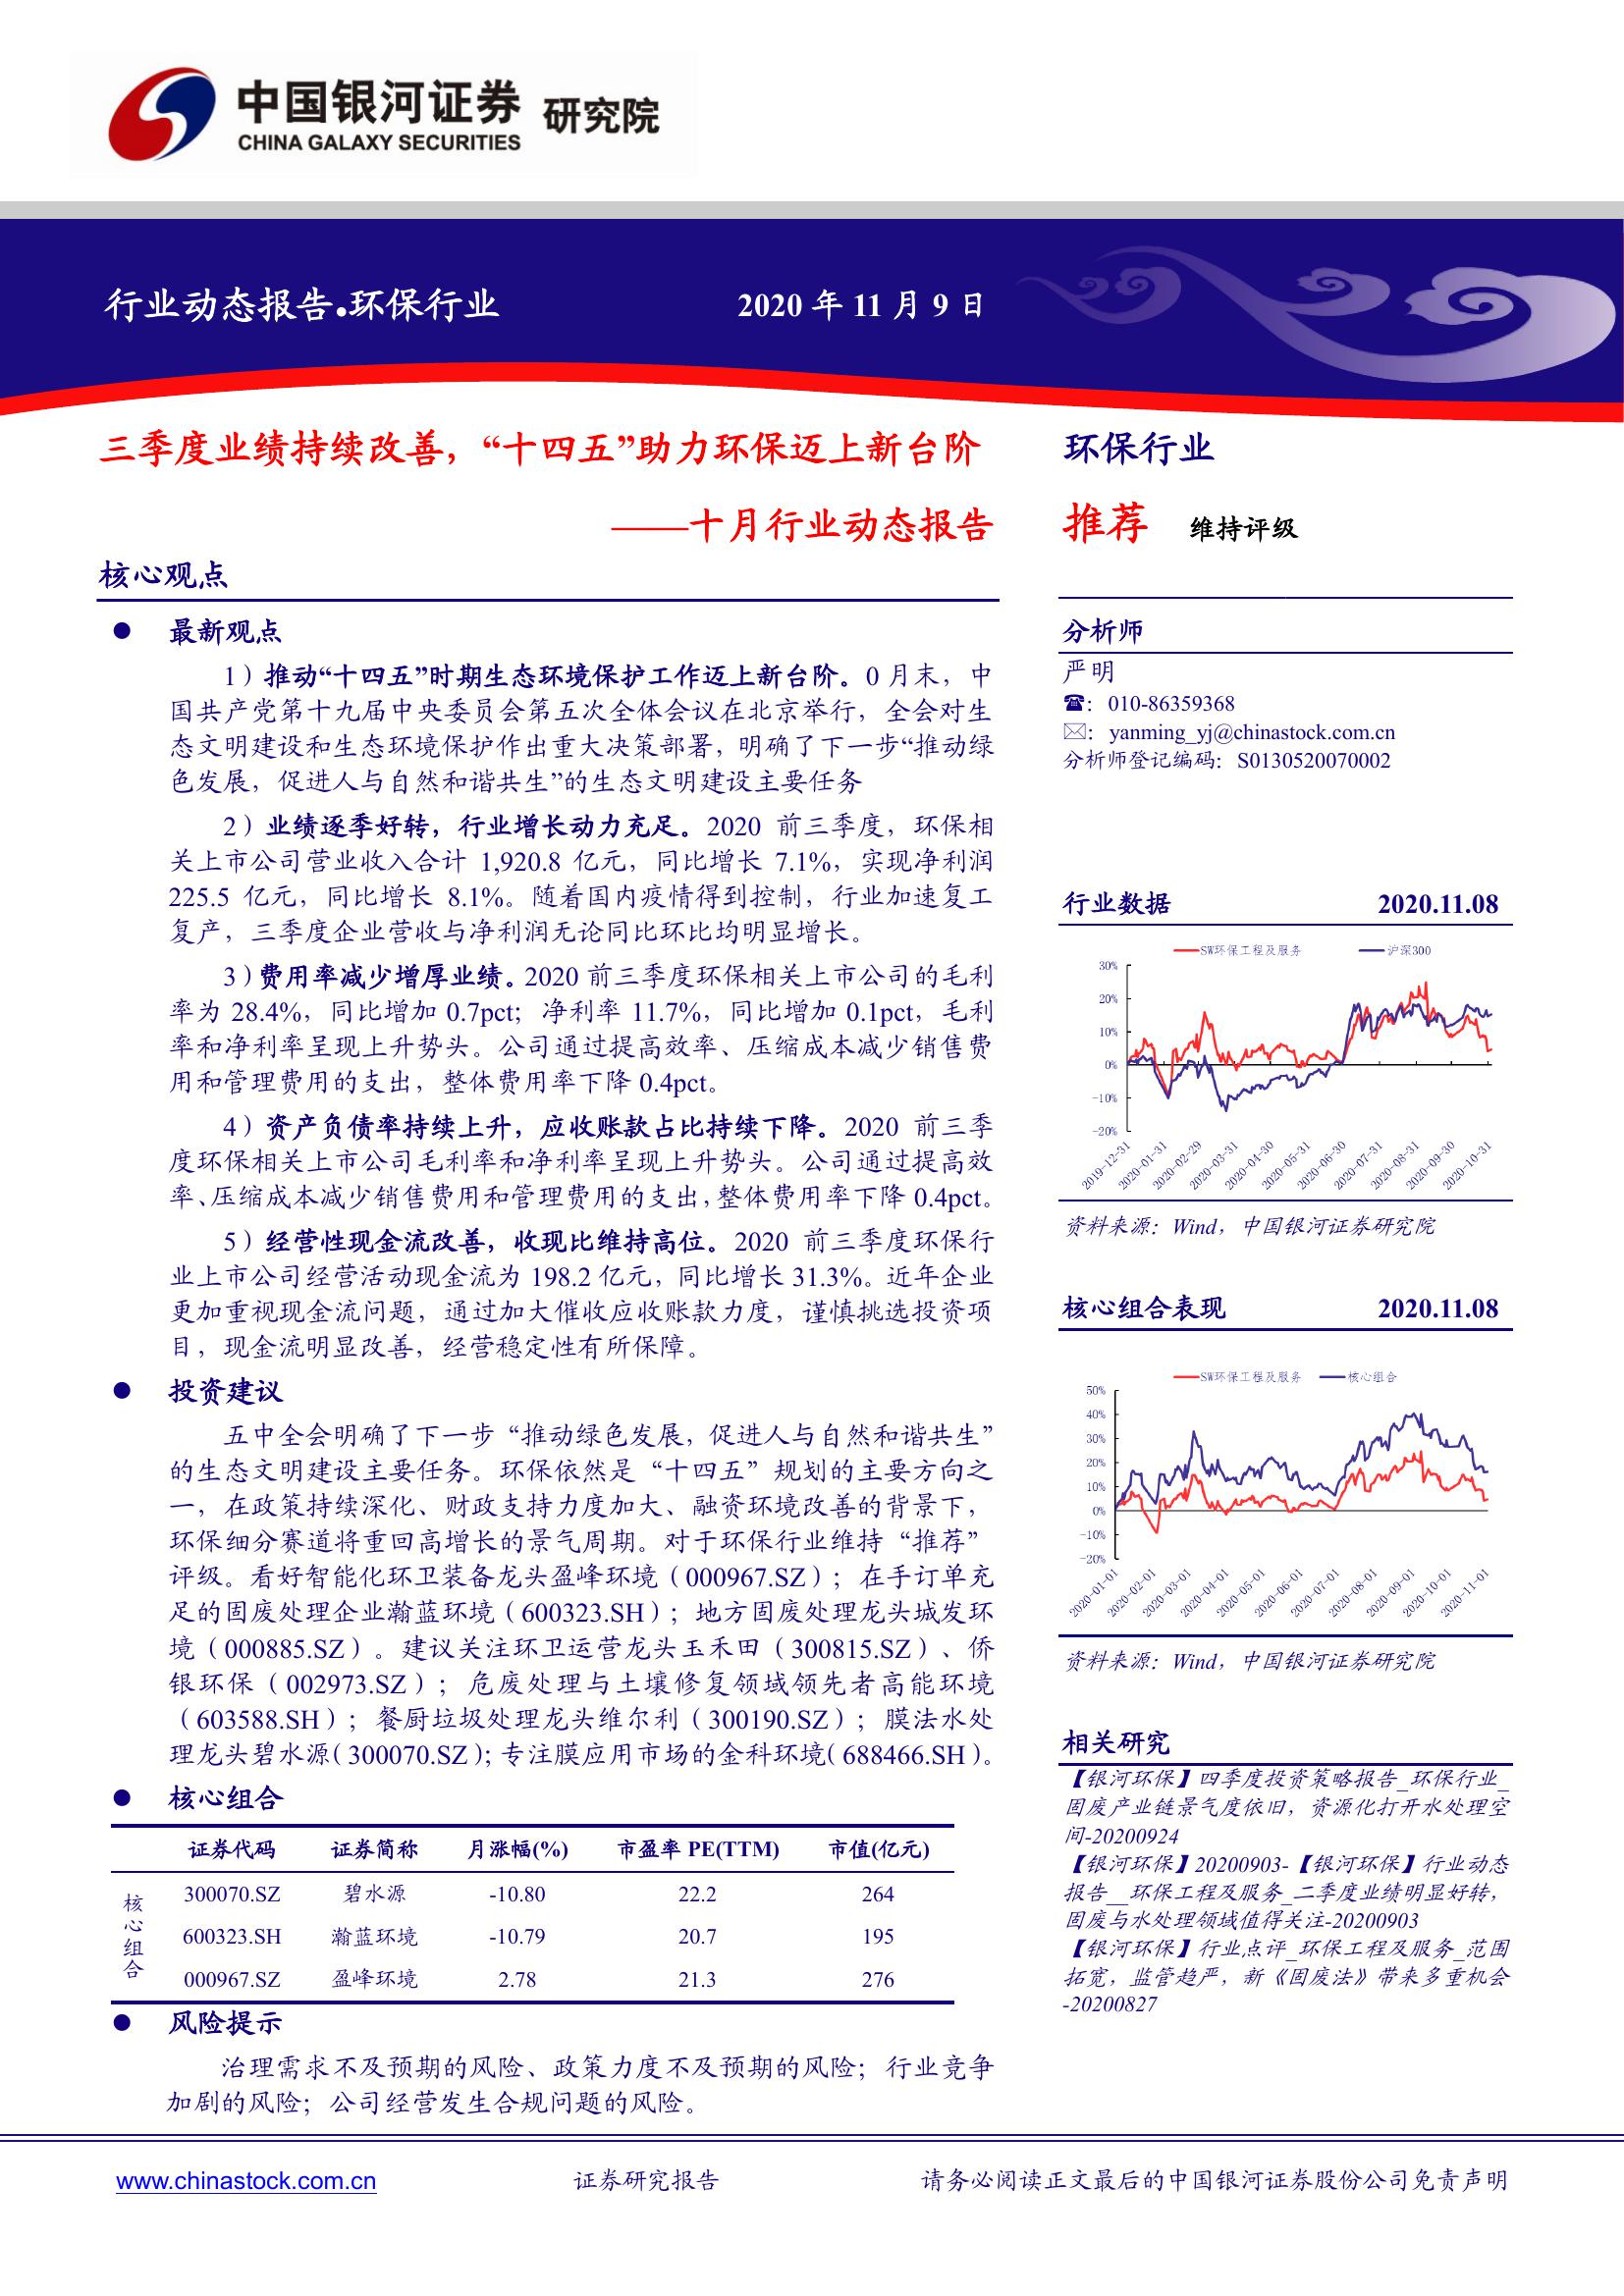 中国银河证券 研究院
CHINA GALAXY SECURITIES
行业动态报告●环保行业
2020 年 11 月 9 日
三季度业绩持续改善，“十四五”助力环保迈上新台阶
——十月行业动态报告
核心观点
● 最新观点
1）推动“十四五”时期生态环境保护工作迈上新台阶。0 月末，中
国共产党第十九届中央委员会第五次全体会议在北京举行，全会对生
态文明建设和生态环境保护作出重大决策部署，明确了下一步“推动绿
色发展，促进人与自然和谐共生”的生态文明建设主要任务
2）业绩逐季好转，行业增长动力充足。2020 前三季度，环保相
关上市公司营业收入合计 1,920.8 亿元，同比增长 7.1%，实现净利润
225.5 亿元，同比增长 8.1%。随着国内疫情得到控制，行业加速复工
复产，三季度企业营收与净利润无论同比环比均明显增长。
3）费用率减少增厚业绩。2020 前三季度环保相关上市公司的毛利
率为 28.4%，同比增加 0.7pct；净利率 11.7%，同比增加 0.1pct，毛利
率和净利率呈现上升势头。公司通过提高效率、压缩成本减少销售费
用和管理费用的支出，整体费用率下降 0.4pct。
4）资产负债率持续上升，应收账款占比持续下降。2020 前三季
度环保相关上市公司毛利率和净利率呈现上升势头。公司通过提高效
率、压缩成本减少销售费用和管理费用的支出，整体费用率下降 0.4pct。
5）经营性现金流改善，收现比维持高位。2020 前三季度环保行
业上市公司经营活动现金流为 198.2 亿元，同比增长 31.3%。近年企业
更加重视现金流问题，通过加大催收应收账款力度，谨慎挑选投资项
目，现金流明显改善，经营稳定性有所保障。
● 投资建议
五中全会明确了下一步“推动绿色发展，促进人与自然和谐共生”
的生态文明建设主要任务。环保依然是“十四五”规划的主要方向之
一，在政策持续深化、财政支持力度加大、融资环境改善的背景下，
环保细分赛道将重回高增长的景气周期。对于环保行业维持“推荐”
评级。看好智能化环卫装备龙头盈峰环境（000967.SZ）；在手订单充
足的固废处理企业瀚蓝环境（600323.SH）；地方固废处理龙头城发环
境（000885.SZ）。建议关注环卫运营龙头玉禾田（300815.SZ）、侨
银环保（002973.SZ）；危废处理与土壤修复领域领先者高能环境
（603588.SH）；餐厨垃圾处理龙头维尔利（300190.SZ）；膜法水处
理龙头碧水源（300070.SZ）；专注膜应用市场的金科环境（688466.SH）。
● 核心组合
证券代码 证券简称 月涨幅(%) 市盈率 PE(TTM) 市值(亿元)
核心组合
300070.SZ 碧水源 -10.80 22.2 264
600323.SH 瀚蓝环境 -10.79 20.7 195
000967.SZ 盈峰环境 2.78 21.3 276
● 风险提示
治理需求不及预期的风险、政策力度不及预期的风险；行业竞争
加剧的风险；公司经营发生合规问题的风险。
环保行业
推荐 维持评级
分析师
严明
☎：010-86359368
✉：yanming_yj@chinastock.com.cn
分析师登记编码：S0130520070002
行业数据 2020.11.08
SW环保工程及服务 沪深300
30%
20%
10%
0%
-10%
-20%
2019-12-31
2020-01-31
2020-02-29
2020-03-31
2020-04-30
2020-05-31
2020-06-30
2020-07-31
2020-08-31
2020-09-30
2020-10-31
资料来源：Wind，中国银河证券研究院
核心组合表现 2020.11.08
SW环保工程及服务 核心组合
50%
40%
30%
20%
10%
0%
-10%
-20%
2020-01-01
2020-02-01
2020-03-01
2020-04-01
2020-05-01
2020-06-01
2020-07-01
2020-08-01
2020-09-01
2020-10-01
2020-11-01
资料来源：Wind，中国银河证券研究院
相关研究
【银河环保】四季度投资策略报告_环保行业_
固废产业链景气度依旧，资源化打开水处理空
间-20200924
【银河环保】20200903-【银河环保】行业动态
报告__环保工程及服务_二季度业绩明显好转，
固废与水处理领域值得关注-20200903
【银河环保】行业点评_环保工程及服务_范围
拓宽，监管趋严，新《固废法》带来多重机会
-20200827
www.chinastock.com.cn 证券研究报告 请务必阅读正文最后的中国银河证券股份公司免责声明